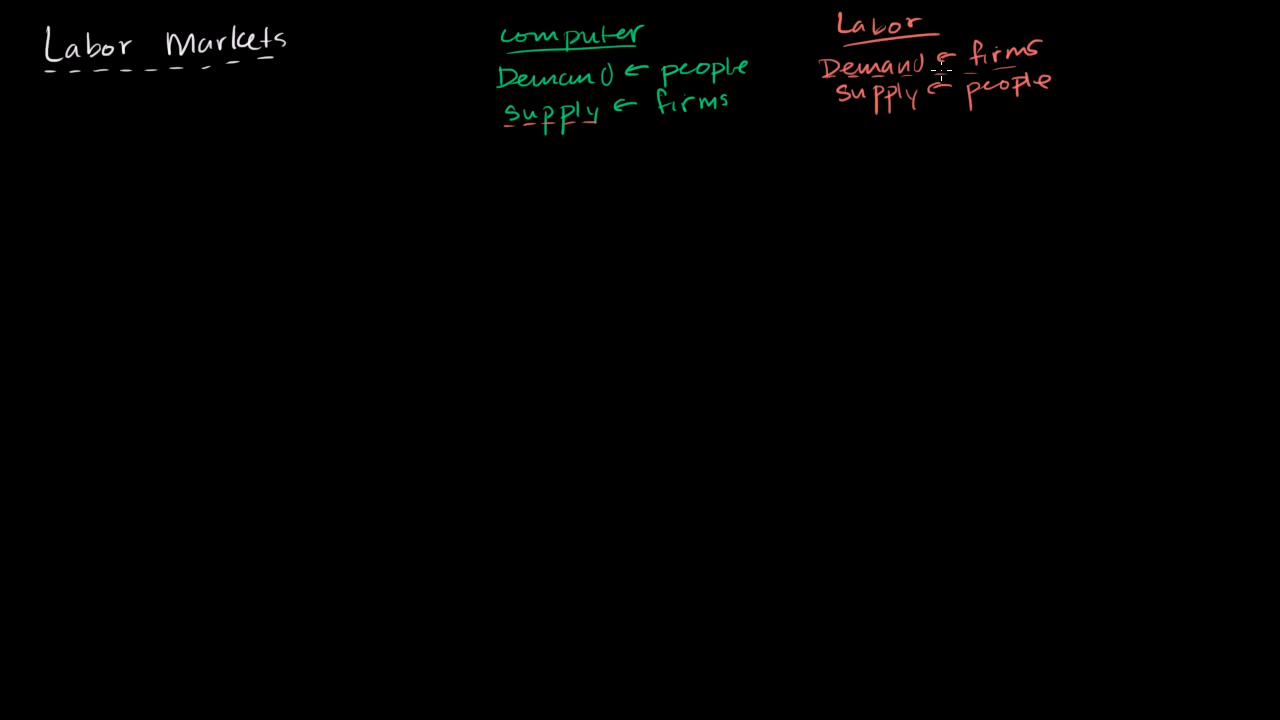 Labor Markets
computer
Demand ← people
supply ← firms
Labor
Demand ← firms
supply ← people